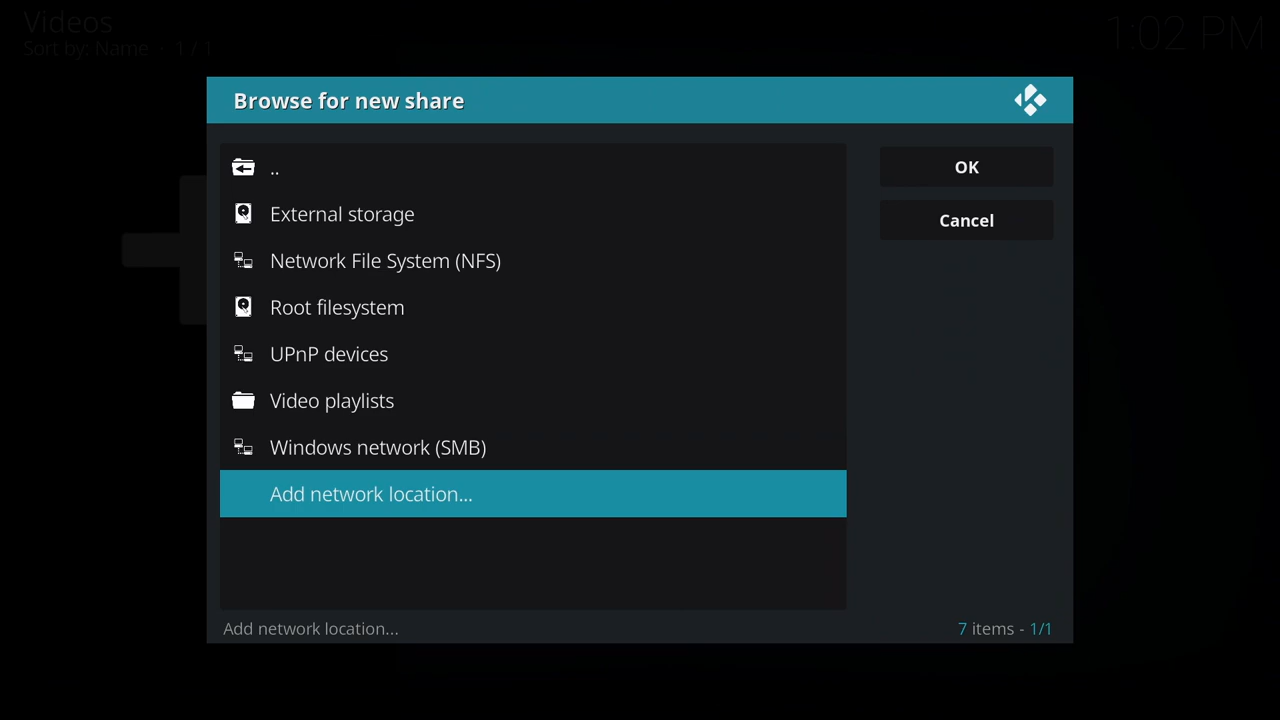 Videos
Sort by: Name · 1 / 1
1:02 PM
Browse for new share
..
External storage
Network File System (NFS)
Root filesystem
UPnP devices
Video playlists
Windows network (SMB)
Add network location...
OK
Cancel
Add network location...
7 items - 1/1